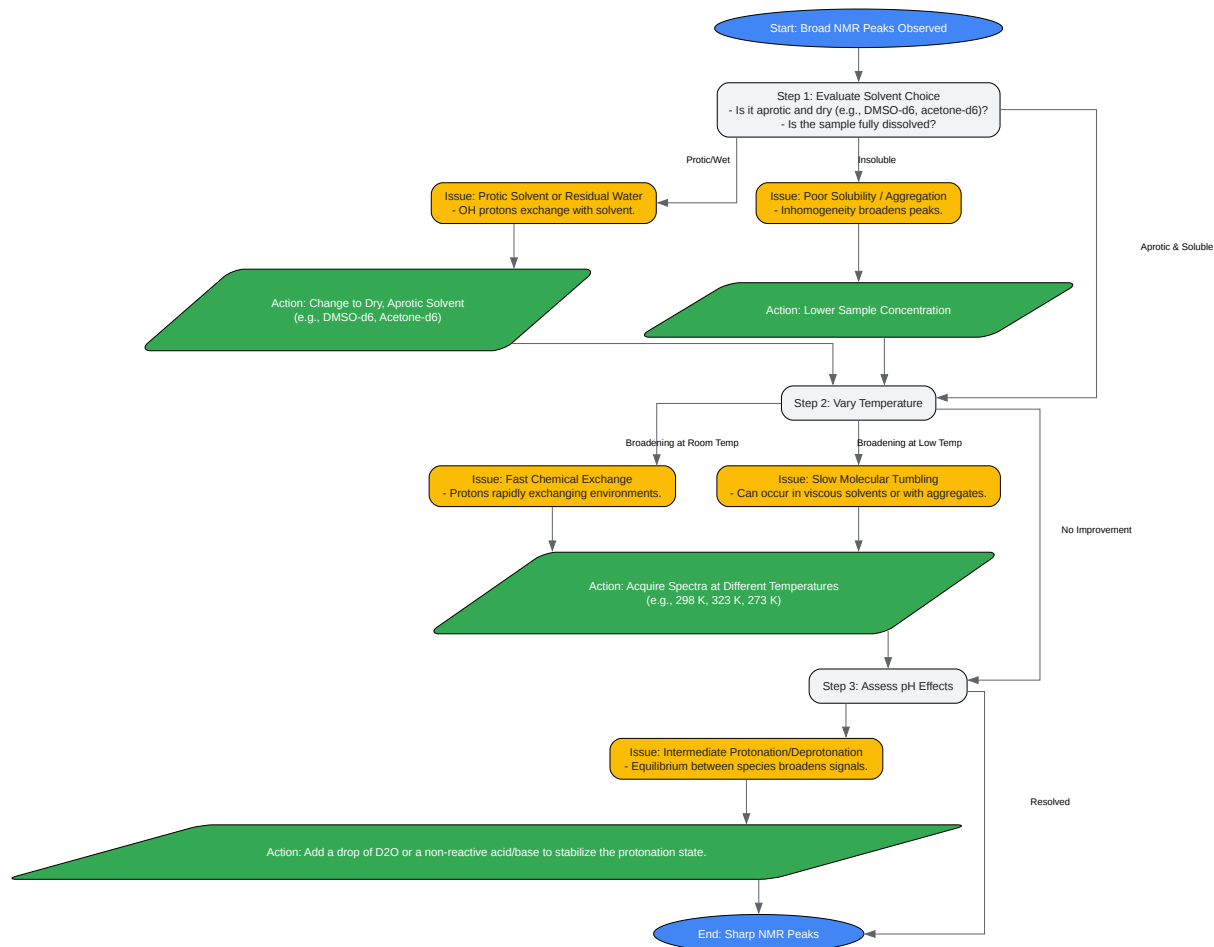 Start: Broad NMR Peaks Observed
Step 1: Evaluate Solvent Choice
- Is it aprotic and dry (e.g., DMSO-d6, acetone-d6)?
- Is the sample fully dissolved?
Protic/Wet
Insoluble
Issue: Protic Solvent or Residual Water
- OH protons exchange with solvent.
Issue: Poor Solubility / Aggregation
- Inhomogeneity broadens peaks.
Aprotic & Soluble
Action: Change to Dry, Aprotic Solvent
(e.g., DMSO-d6, Acetone-d6)
Action: Lower Sample Concentration
Step 2: Vary Temperature
Broadening at Room Temp
Broadening at Low Temp
Issue: Fast Chemical Exchange
- Protons rapidly exchanging environments.
Issue: Slow Molecular Tumbling
- Can occur in viscous solvents or with aggregates.
No Improvement
Action: Acquire Spectra at Different Temperatures
(e.g., 298 K, 323 K, 273 K)
Step 3: Assess pH Effects
Issue: Intermediate Protonation/Deprotonation
- Equilibrium between species broadens signals.
Resolved
Action: Add a drop of D2O or a non-reactive acid/base to stabilize the protonation state.
End: Sharp NMR Peaks